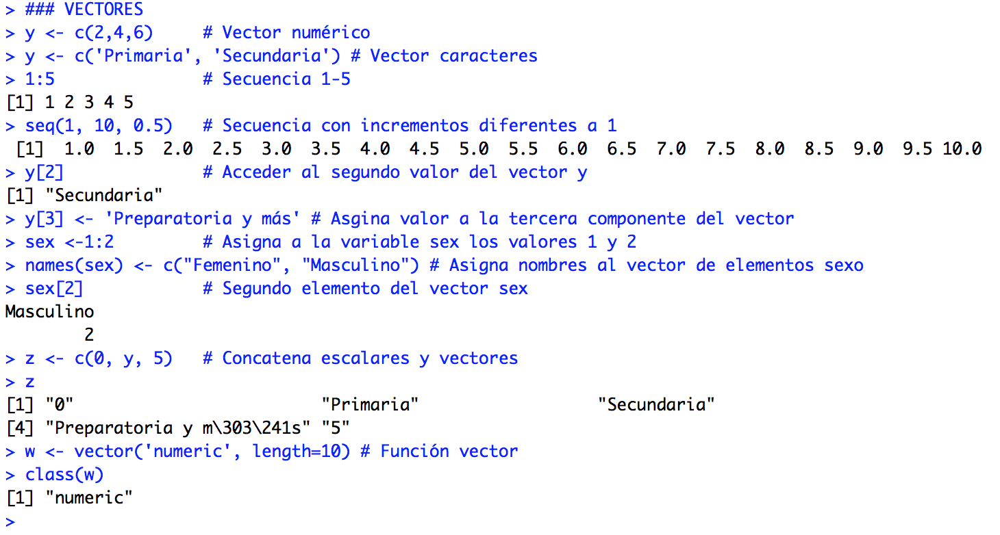 > ### VECTORES
> y <- c(2,4,6)     # Vector numérico
> y <- c('Primaria', 'Secundaria') # Vector caracteres
> 1:5               # Secuencia 1-5
[1] 1 2 3 4 5
> seq(1, 10, 0.5)   # Secuencia con incrementos diferentes a 1
 [1]  1.0  1.5  2.0  2.5  3.0  3.5  4.0  4.5  5.0  5.5  6.0  6.5  7.0  7.5  8.0  8.5  9.0  9.5 10.0
> y[2]              # Acceder al segundo valor del vector y
[1] "Secundaria"
> y[3] <- 'Preparatoria y más' # Asgina valor a la tercera componente del vector
> sex <-1:2         # Asigna a la variable sex los valores 1 y 2
> names(sex) <- c("Femenino", "Masculino") # Asigna nombres al vector de elementos sexo
> sex[2]            # Segundo elemento del vector sex
Masculino
        2
> z <- c(0, y, 5)   # Concatena escalares y vectores
> z
[1] "0"                         "Primaria"                  "Secundaria"
[4] "Preparatoria y m\303\241s" "5"
> w <- vector('numeric', length=10) # Función vector
> class(w)
[1] "numeric"
>